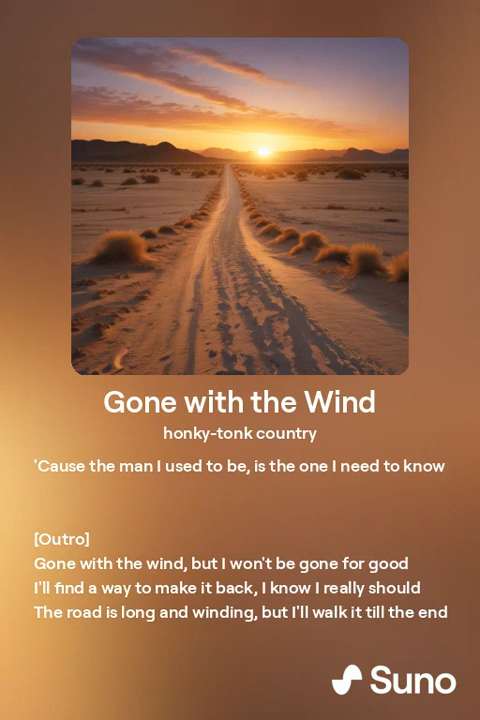 Gone with the Wind
honky-tonk country
'Cause the man I used to be, is the one I need to know
[Outro]
Gone with the wind, but I won't be gone for good
I'll find a way to make it back, I know I really should
The road is long and winding, but I'll walk it till the end
Suno